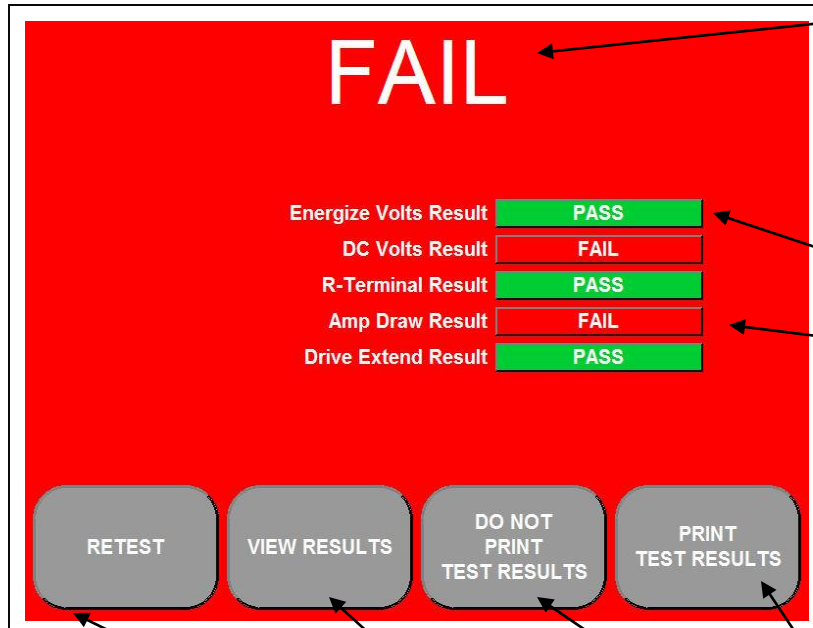 FAIL
Energize Volts Result PASS
DC Volts Result FAIL
R-Terminal Result PASS
Amp Draw Result FAIL
Drive Extend Result PASS
RETEST
VIEW RESULTS
DO NOT
PRINT
TEST RESULTS
PRINT
TEST RESULTS